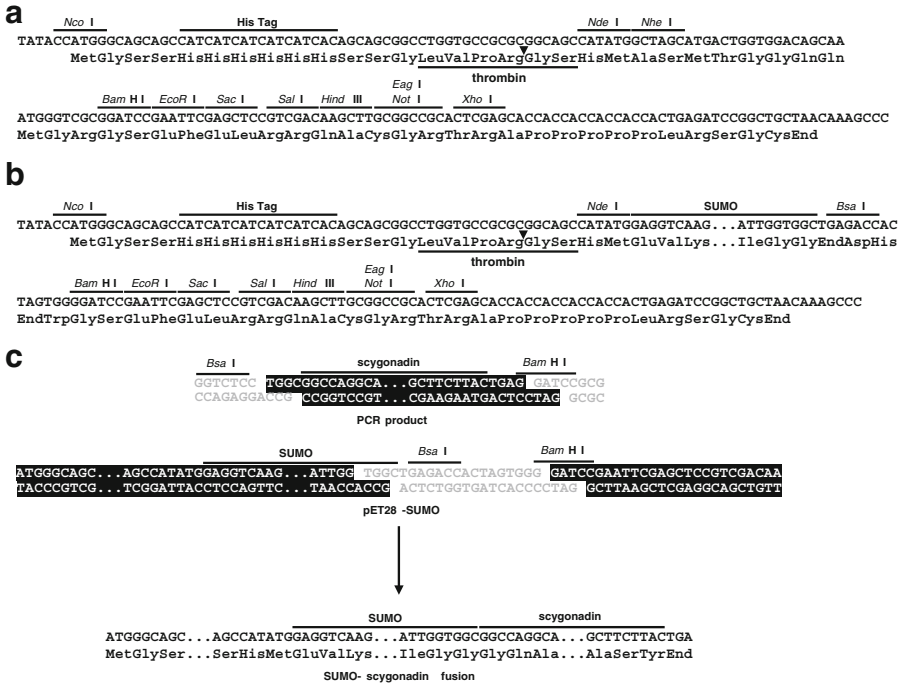 a
Nco I His Tag Nde I Nhe I
TATACCATGGGCAGCAGCCATCATCATCATCATCACAGCAGCGGCCTGGTGCCGCGCGGCAGCCATATGGCTAGCATGACTGGTGGACAGCAA
MetGlySerSerHisHisHisHisHisHisSerSerGlyLeuValProArgGlySerHisMetAlaSerMetThrGlyGlyGlnGln
thrombin
Eag I
Bam H I EcoR I Sac I Sal I Hind III Not I Xho I
ATGGGTCGCGGATCCGAATTCGAGCTCCGTCGACAAGCTTGCGGCCGCACTCGAGCACCACCACCACCACCACTGAGATCCGGCTGCTAACAAAGCCC
MetGlyArgGlySerGluPheGluLeuArgArgGlnAlaCysGlyArgThrArgAlaProProProProProLeuArgSerGlyCysEnd
b
Nco I His Tag Nde I SUMO Bsa I
TATACCATGGGCAGCAGCCATCATCATCATCATCACAGCAGCGGCCTGGTGCCGCGCGGCAGCCATATGGAGGTCAAG...ATTGGTGGCTGAGACCAC
MetGlySerSerHisHisHisHisHisHisSerSerGlyLeuValProArgGlySerHisMetGluValLys...IleGlyGlyEndAspHis
thrombin
Eag I
Bam H I EcoR I Sac I Sal I Hind III Not I Xho I
TAGTGGGGATCCGAATTCGAGCTCCGTCGACAAGCTTGCGGCCGCACTCGAGCACCACCACCACCACCACTGAGATCCGGCTGCTAACAAAGCCC
EndTrpGlySerGluPheGluLeuArgArgGlnAlaCysGlyArgThrArgAlaProProProProProLeuArgSerGlyCysEnd
c
Bsa I scygonadin Bam H I
GGTCTCC TGGCGGCCAGGCA...GCTTCTTACTGAG GATCCGCG
CCAGAGGACCG CCGGTCCGT...CGAAGAATGACTCCTAG GCGC
PCR product
SUMO Bsa I Bam H I
ATGGGCAGC...AGCCATATGGAGGTCAAG...ATTGG TGGCTGAGACCACTAGTGGG GATCCGAATTCGAGCTCCGTCGACAA
TACCCGTCG...TCGGATTACCTCCAGTTC...TAACCACCG ACTCTGGTGATCACCCCTAG GCTTAAGCTCGAGGCAGCTGTT
pET28 -SUMO
SUMO scygonadin
ATGGGCAGC...AGCCATATGGAGGTCAAG...ATTGGTGGCGGCCAGGCA...GCTTCTTACTGA
MetGlySer...SerHisMetGluValLys...IleGlyGlyGlyGlnAla...AlaSerTyrEnd
SUMO- scygonadin fusion